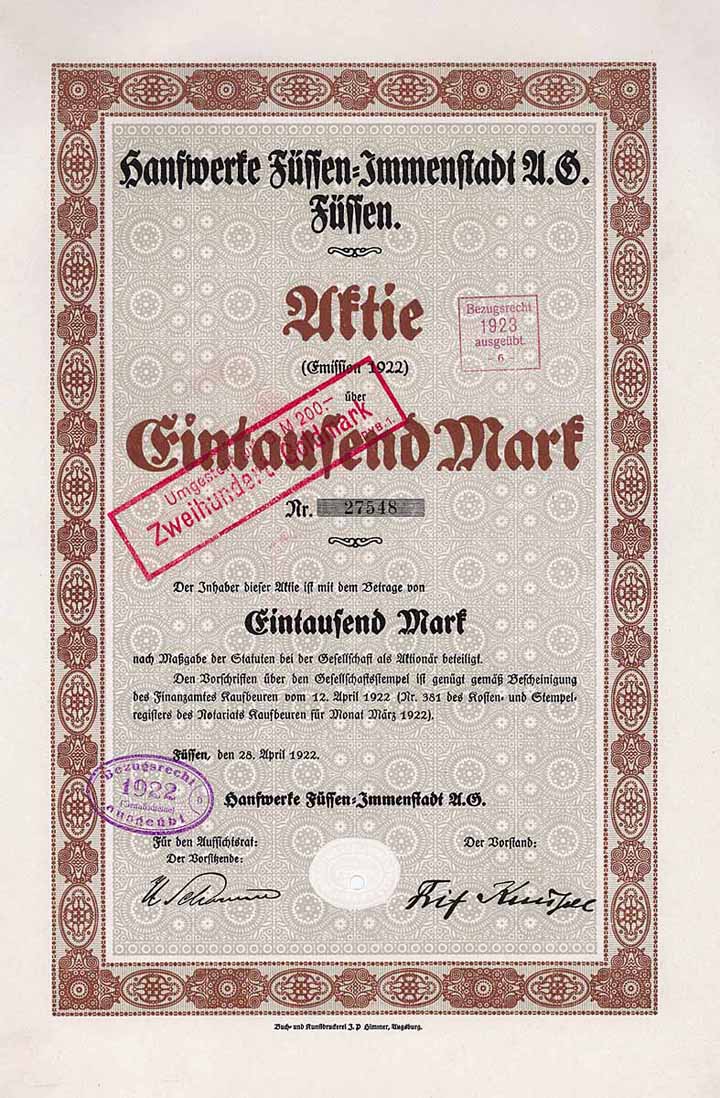 Hanfwerke Füssen-Immenstadt A.G.
Füssen.
Aktie
(Emission 1922)
über
Eintausend Mark
Nr. 27548
Bezugsrecht
1923
ausgeübt.
- 6 -
M 200.-
Zweihundert Goldmark
Der Inhaber dieser Aktie ist mit dem Betrage von
Eintausend Mark
nach Maßgabe der Statuten bei der Gesellschaft als Aktionär beteiligt.
Den Vorschriften über den Gesellschaftsstempel ist genügt gemäß Bescheinigung
des Finanzamtes Kaufbeuren vom 12. April 1922 (Nr. 381 des Kosten- und Stempel-
registers des Notariats Kaufbeuren für Monat März 1922).
Füssen, den 28. April 1922.
Bezugsrecht
1922
ausgeübt
6
Hanfwerke Füssen-Immenstadt A.G.
Für den Aufsichtsrat:
Der Vorsitzende:
Der Vorstand:
Buch- und Kunstdruckerei J. P. Himmer, Augsburg.